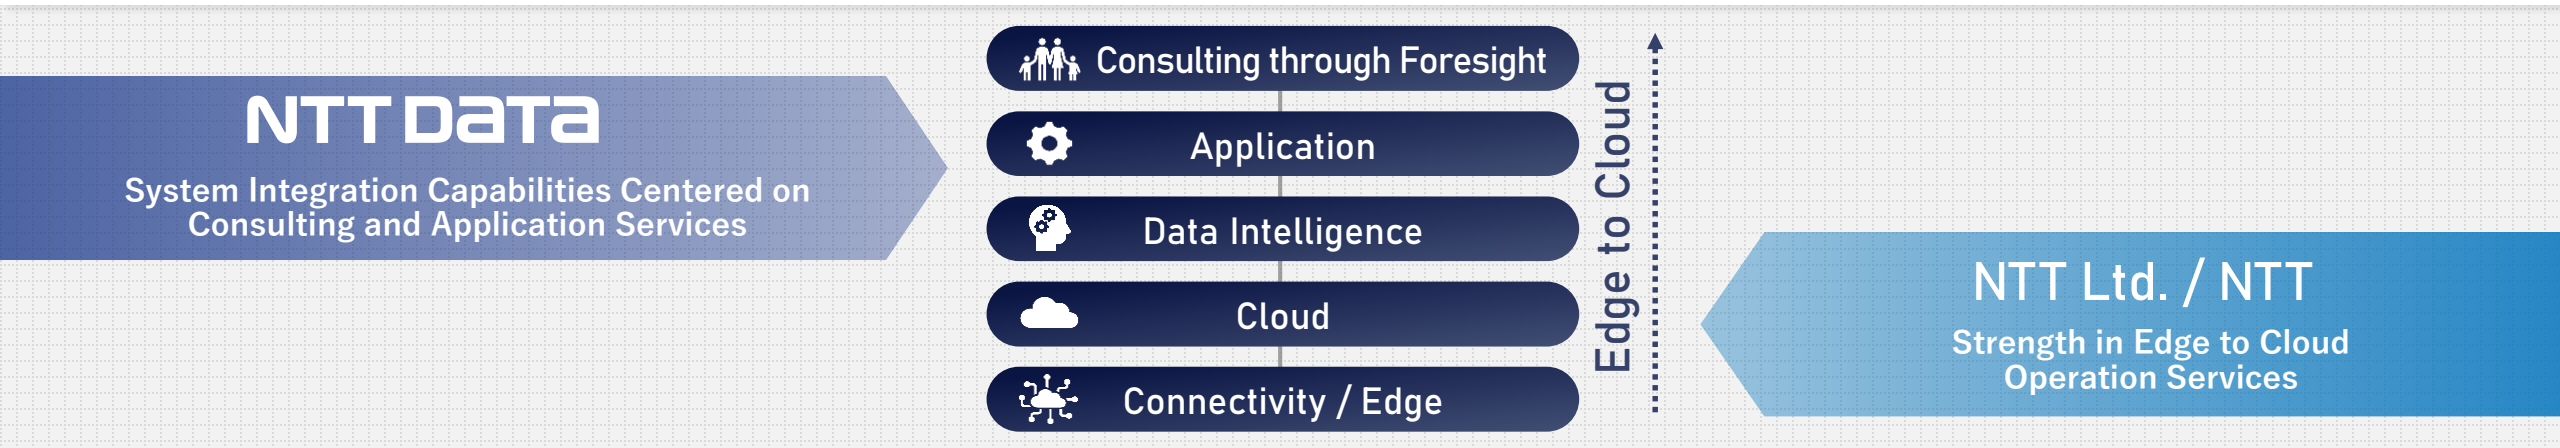 NTT DATA
System Integration Capabilities Centered on
Consulting and Application Services
Consulting through Foresight
Application
Data Intelligence
Cloud
Connectivity / Edge
Edge to Cloud
NTT Ltd. / NTT
Strength in Edge to Cloud
Operation Services